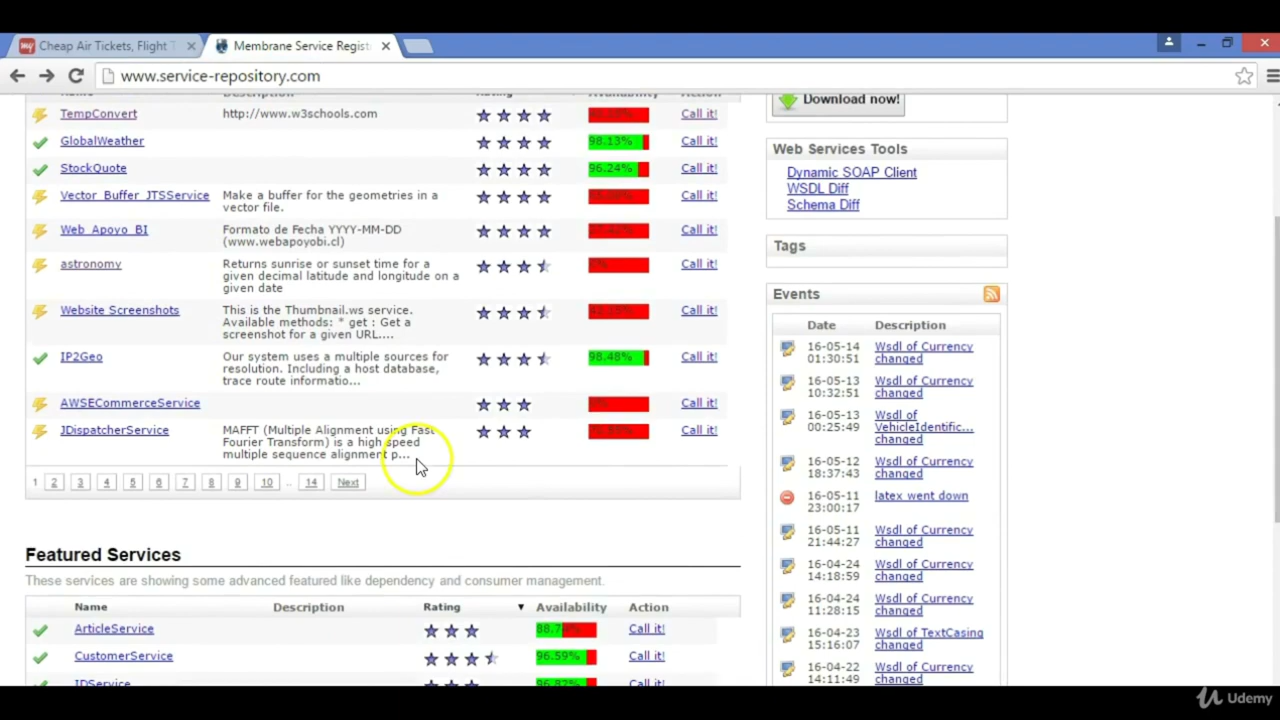 Cheap Air Tickets, Flight T
Membrane Service Regist
www.service-repository.com
TempConvert http://www.w3schools.com Call it!
GlobalWeather 98.13% Call it!
StockQuote 96.24% Call it!
Vector_Buffer_JTSService Make a buffer for the geometries in a Call it!
vector file.
Web_Apoyo_BI Formato de Fecha YYYY-MM-DD Call it!
(www.webapoyobi.cl)
astronomy Returns sunrise or sunset time for a Call it!
given decimal latitude and longitude on a
given date
Website Screenshots This is the Thumbnail.ws service. Call it!
Available methods: * get : Get a
screenshot for a given URL....
IP2Geo Our system uses a multiple sources for 98.48% Call it!
resolution. Including a host database,
trace route informatio...
AWSECommerceService Call it!
JDispatcherService MAFFT (Multiple Alignment using Fast Call it!
Fourier Transform) is a high speed
multiple sequence alignment p...
1 2 3 4 5 6 7 8 9 10 .. 14 Next
Featured Services
These services are showing some advanced featured like dependency and consumer management.
Name Description Rating Availability Action
ArticleService Call it!
CustomerService 96.59% Call it!
IDService 96.82% Call it!
Download now!
Web Services Tools
Dynamic SOAP Client
WSDL Diff
Schema Diff
Tags
Events
Date Description
16-05-14 Wsdl of Currency
01:30:51 changed
16-05-13 Wsdl of Currency
10:32:51 changed
16-05-13 Wsdl of
00:25:49 VehicleIdentific...
changed
16-05-12 Wsdl of Currency
18:37:43 changed
16-05-11 latex went down
23:00:17
16-05-11 Wsdl of Currency
21:44:27 changed
16-04-24 Wsdl of Currency
14:18:59 changed
16-04-24 Wsdl of Currency
11:28:15 changed
16-04-23 Wsdl of TextCasing
15:16:07 changed
16-04-22 Wsdl of Currency
14:11:49 changed
Udemy